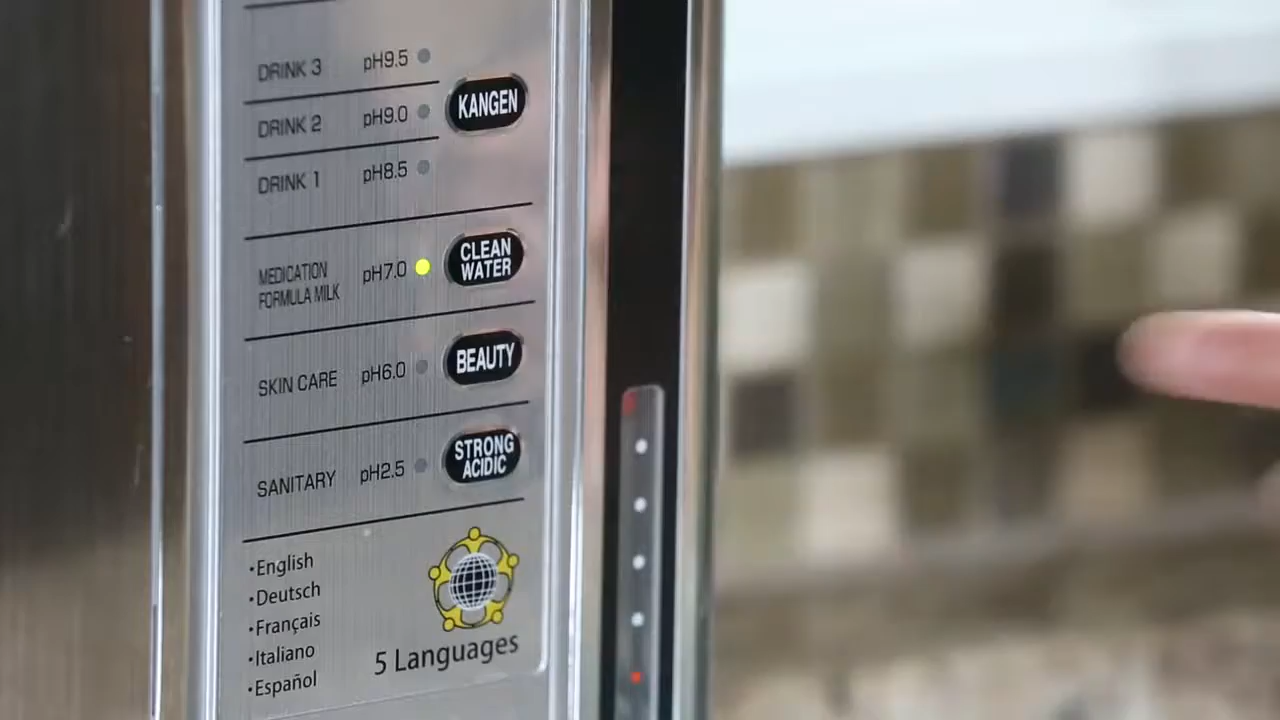 DRINK 3 pH9.5
KANGEN
DRINK 2 pH9.0
DRINK 1 pH8.5
MEDICATION
FORMULA MILK
pH7.0
CLEAN
WATER
SKIN CARE pH6.0 BEAUTY
SANITARY pH2.5
STRONG
ACIDIC
•English
•Deutsch
•Français
•Italiano
•Español
5 Languages